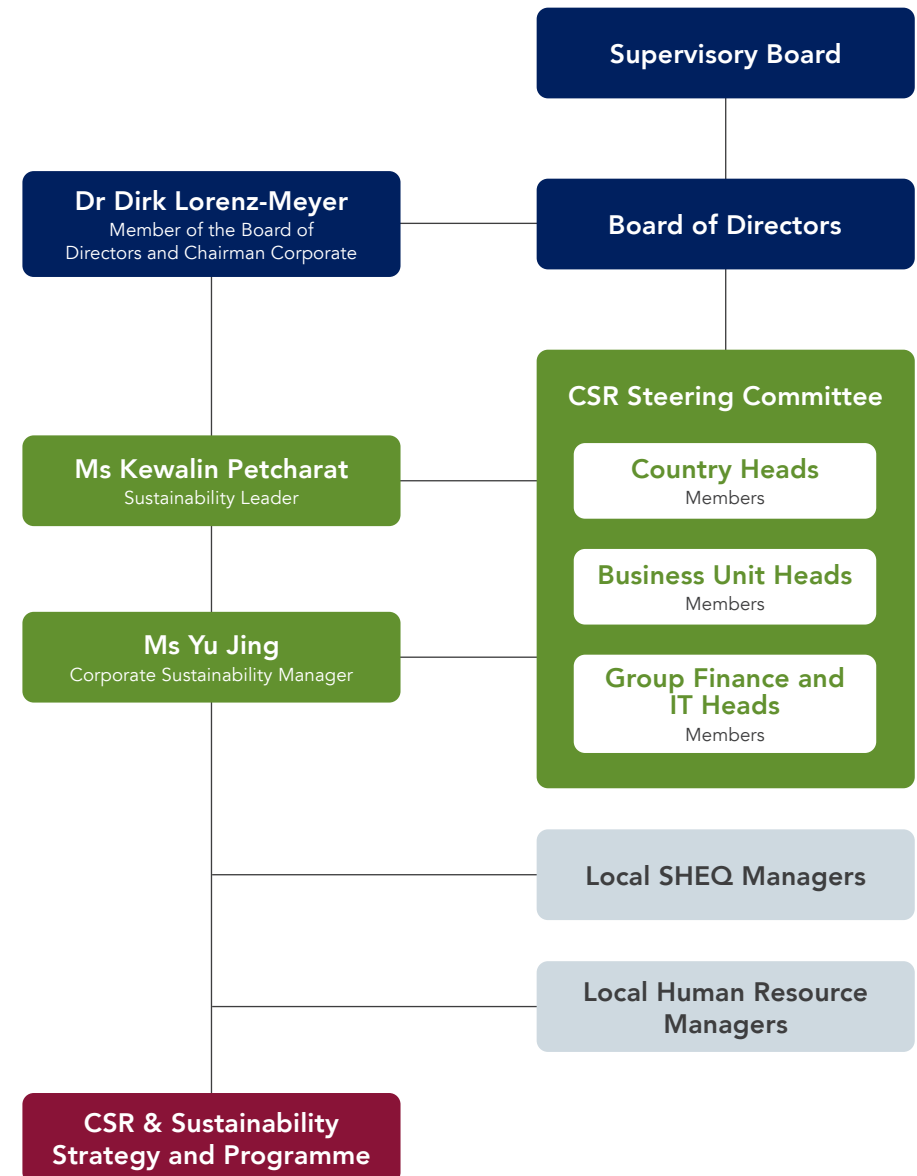 Supervisory Board
Dr Dirk Lorenz-Meyer
Member of the Board of
Directors and Chairman Corporate
Board of Directors
CSR Steering Committee
Ms Kewalin Petcharat
Sustainability Leader
Country Heads
Members
Business Unit Heads
Members
Ms Yu Jing
Corporate Sustainability Manager
Group Finance and
IT Heads
Members
Local SHEQ Managers
Local Human Resource
Managers
CSR & Sustainability
Strategy and Programme